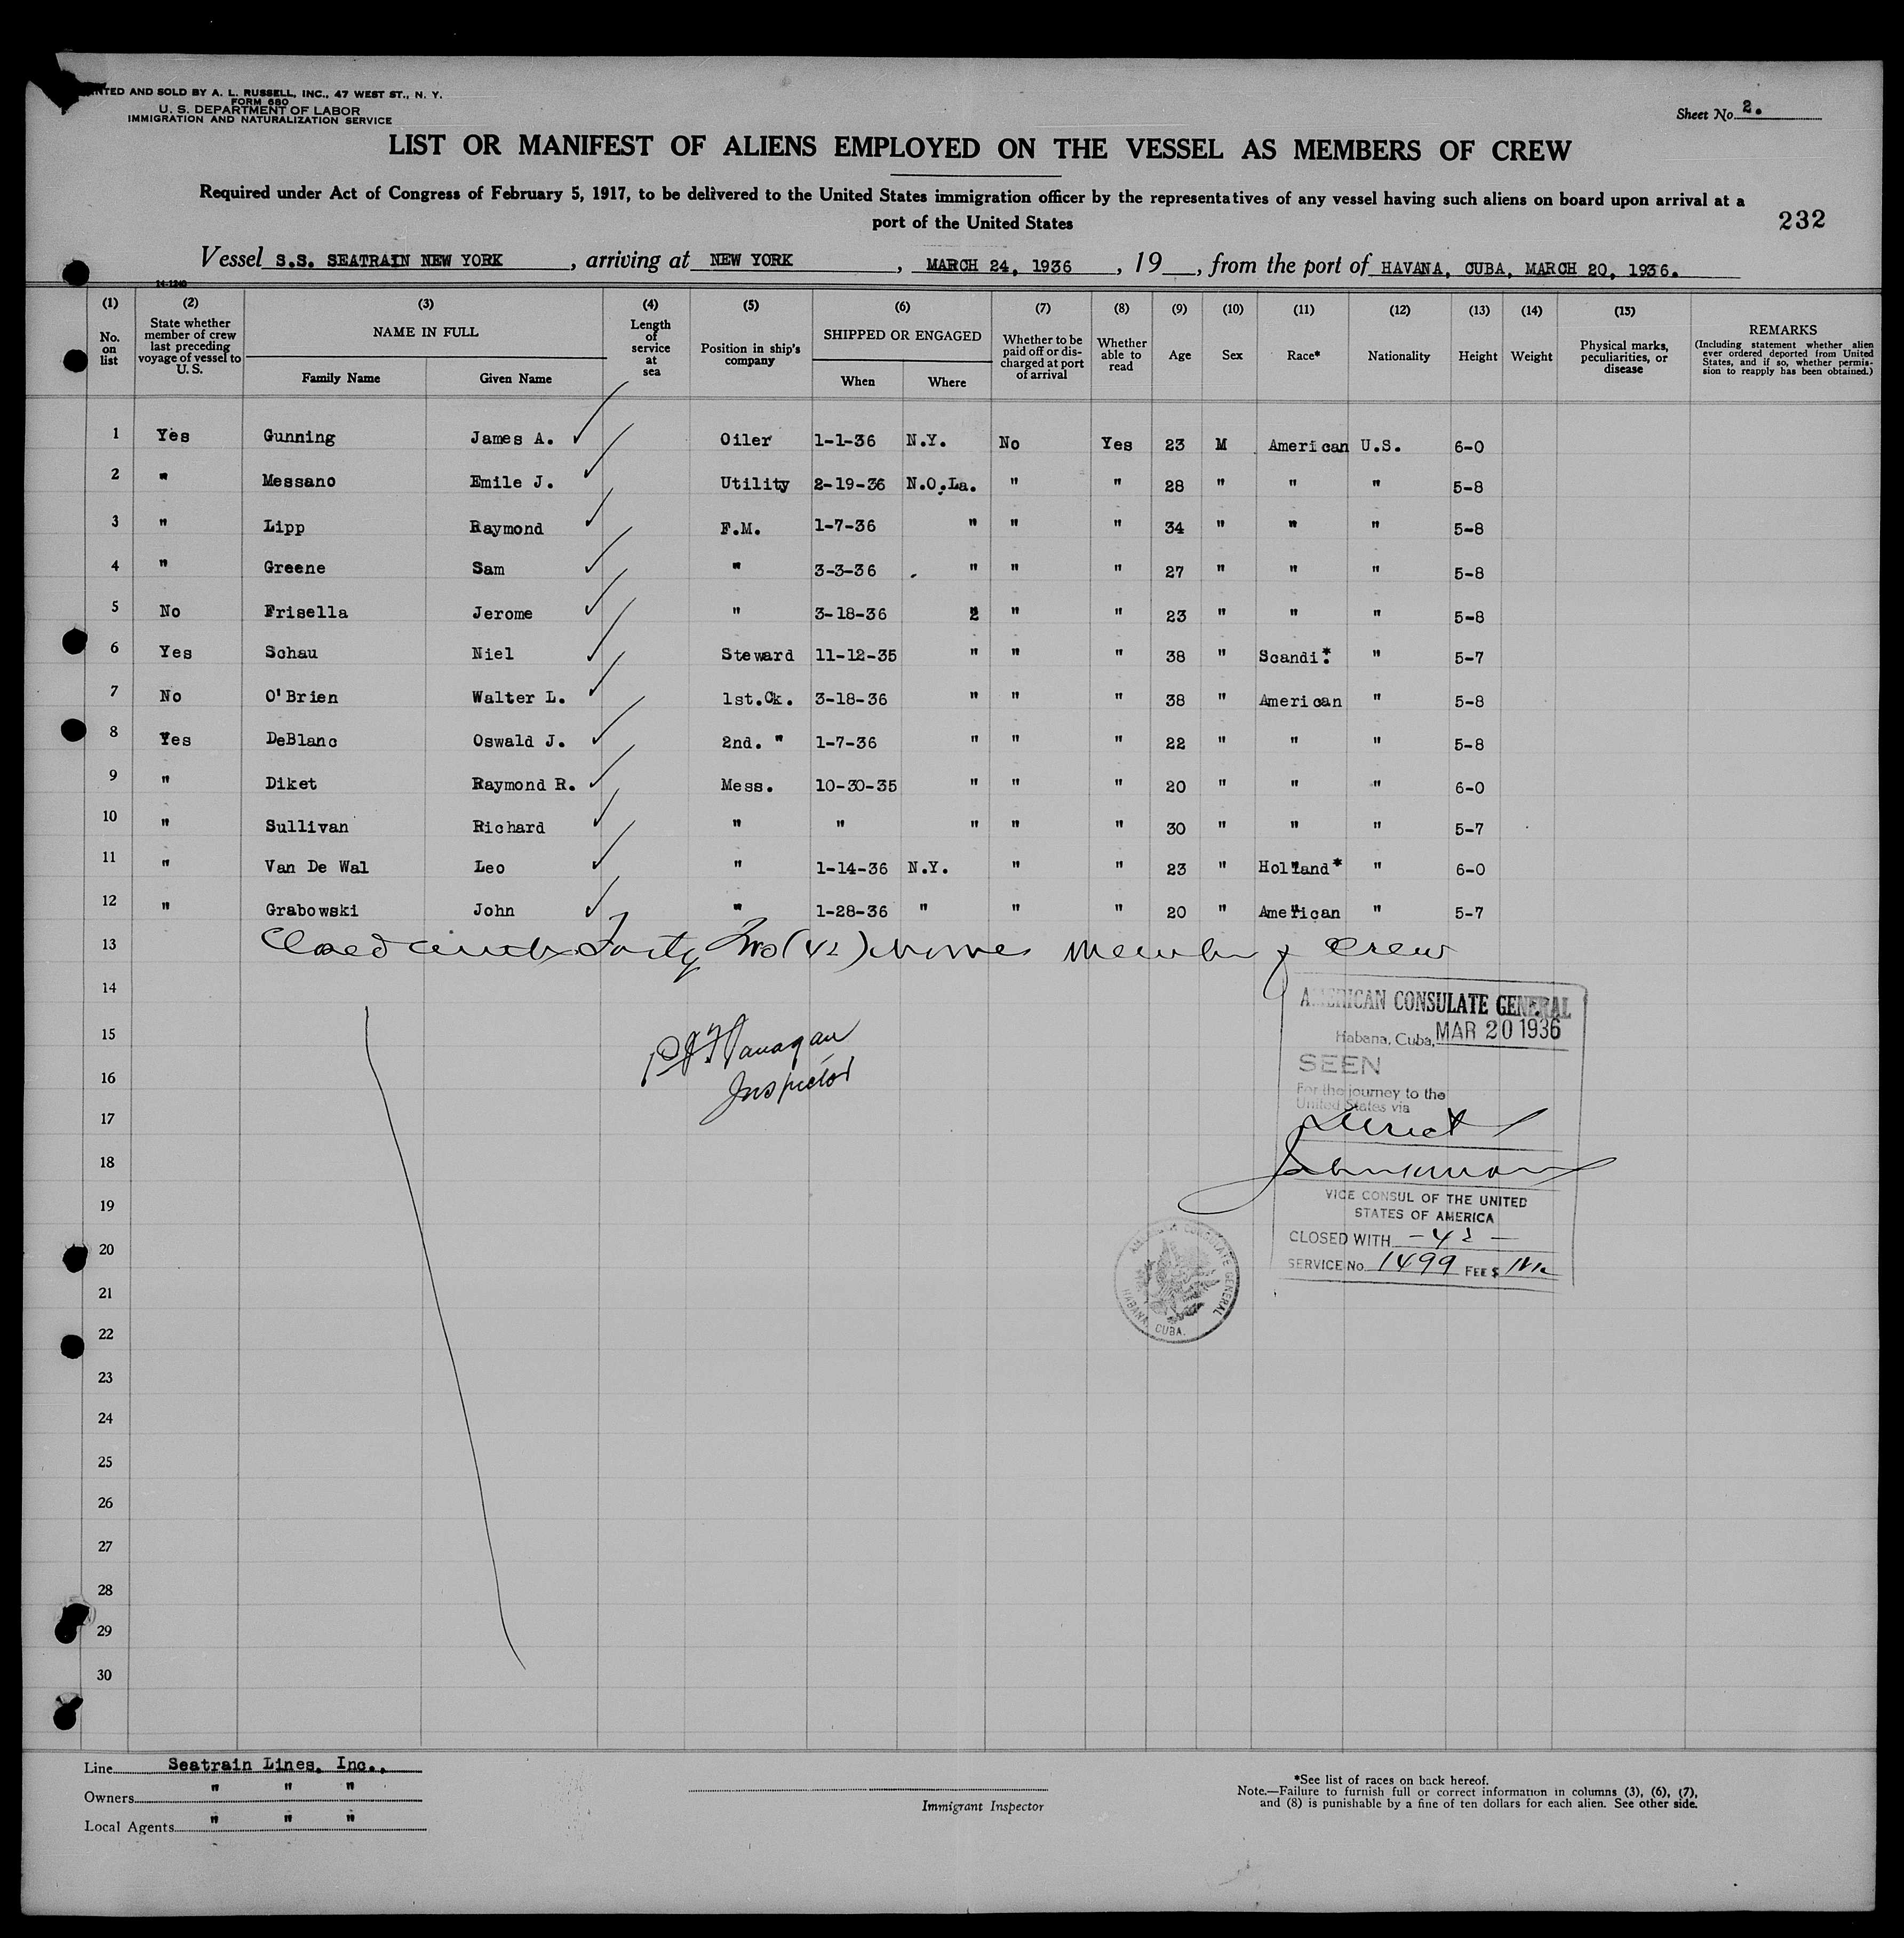 PRINTED AND SOLD BY A. L. RUSSELL, INC., 47 WEST ST., N. Y.
FORM 680
U. S. DEPARTMENT OF LABOR
IMMIGRATION AND NATURALIZATION SERVICE
Sheet No. 2.
LIST OR MANIFEST OF ALIENS EMPLOYED ON THE VESSEL AS MEMBERS OF CREW
Required under Act of Congress of February 5, 1917, to be delivered to the United States immigration officer by the representatives of any vessel having such aliens on board upon arrival at a
port of the United States
232
Vessel S.S. SEATRAIN NEW YORK, arriving at NEW YORK, MARCH 24, 1936, 19__, from the port of HAVANA, CUBA, MARCH 20, 1936.
14-1240
(1) No. on list (2) State whether member of crew last preceding voyage of vessel to U. S. (3) NAME IN FULL Family Name Given Name (4) Length of service at sea (5) Position in ship's company (6) SHIPPED OR ENGAGED When Where (7) Whether to be paid off or discharged at port of arrival (8) Whether able to read (9) Age (10) Sex (11) Race* (12) Nationality (13) Height (14) Weight (15) Physical marks, peculiarities, or disease REMARKS (Including statement whether alien ever ordered deported from United States, and if so, whether permission to reapply has been obtained.)
1 Yes Gunning James A. Oiler 1-1-36 N.Y. No Yes 23 M American U.S. 6-0
2 " Messano Emile J. Utility 2-19-36 N.O.La. " " 28 " " " 5-8
3 " Lipp Raymond F.M. 1-7-36 " " " 34 " " " 5-8
4 " Greene Sam " 3-3-36 " " " 27 " " " 5-8
5 No Frisella Jerome " 3-18-36 " " " 23 " " " 5-8
6 Yes Schau Niel Steward 11-12-35 " " " 38 " Scandi.* " 5-7
7 No O'Brien Walter L. 1st.Ck. 3-18-36 " " " 38 " American " 5-8
8 Yes DeBlanc Oswald J. 2nd. " 1-7-36 " " " 22 " " " 5-8
9 " Diket Raymond R. Mess. 10-30-35 " " " 20 " " " 6-0
10 " Sullivan Richard " " " " " 30 " " " 5-7
11 " Van De Wal Leo " 1-14-36 N.Y. " " 23 " Holland* " 6-0
12 " Grabowski John " 1-28-36 " " " 20 " American " 5-7
13 Closed with Forty Two (42) names Member of Crew
14
AMERICAN CONSULATE GENERAL
15
Habana, Cuba, MAR 20 1936
P J Flanagan
Inspector
SEEN
16
For the journey to the
United States via
17
Direct
18
VICE CONSUL OF THE UNITED
STATES OF AMERICA
19
CLOSED WITH - 42 -
SERVICE No. 1499 FEE $
AMERICAN CONSULATE GENERAL
HABANA, CUBA.
20
21
22
23
24
25
26
27
28
29
30
Line Seatrain Lines, Inc.,
Owners " " "
Local Agents " " "
Immigrant Inspector
*See list of races on back hereof.
Note.—Failure to furnish full or correct information in columns (3), (6), (7),
and (8) is punishable by a fine of ten dollars for each alien. See other side.